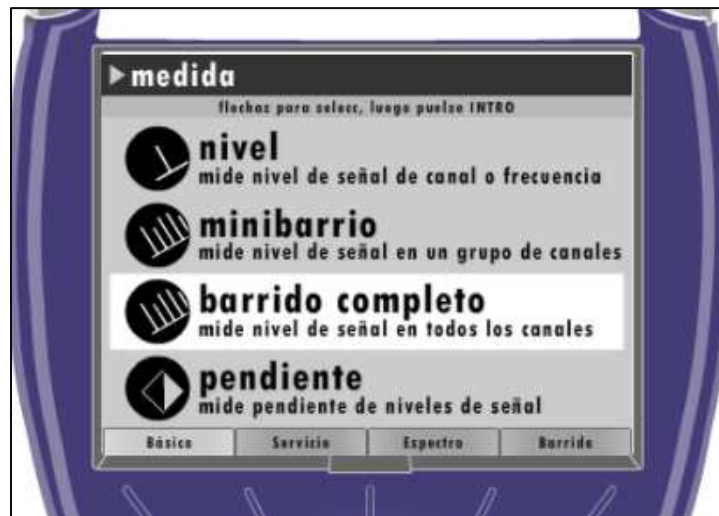 medida
flechas para selecc, luego puelse INTRO
nivel
mide nivel de señal de canal o frecuencia
minibarrio
mide nivel de señal en un grupo de canales
barrido completo
mide nivel de señal en todos los canales
pendiente
mide pendiente de niveles de señal
Básico Servicio Espectro Barrido